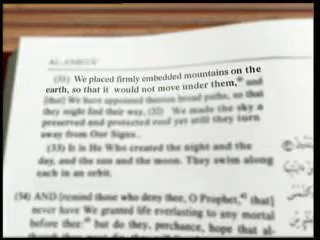 AL-ANBIYA'
(31) We placed firmly embedded mountains on the
earth, so that it would not move under them, and
[that] We have appointed therein broad paths, so that
they might find their way, (32) We made the sky a
preserved and protected roof yet still they turn
away from Our Signs.
(33) It is He Who created the night and the
day, and the sun and the moon. They swim along
each in an orbit.
(34) AND [remind those who deny thee, O Prophet, that]
never have We granted life everlasting to any mortal
before thee: but do they, perchance, hope that al-